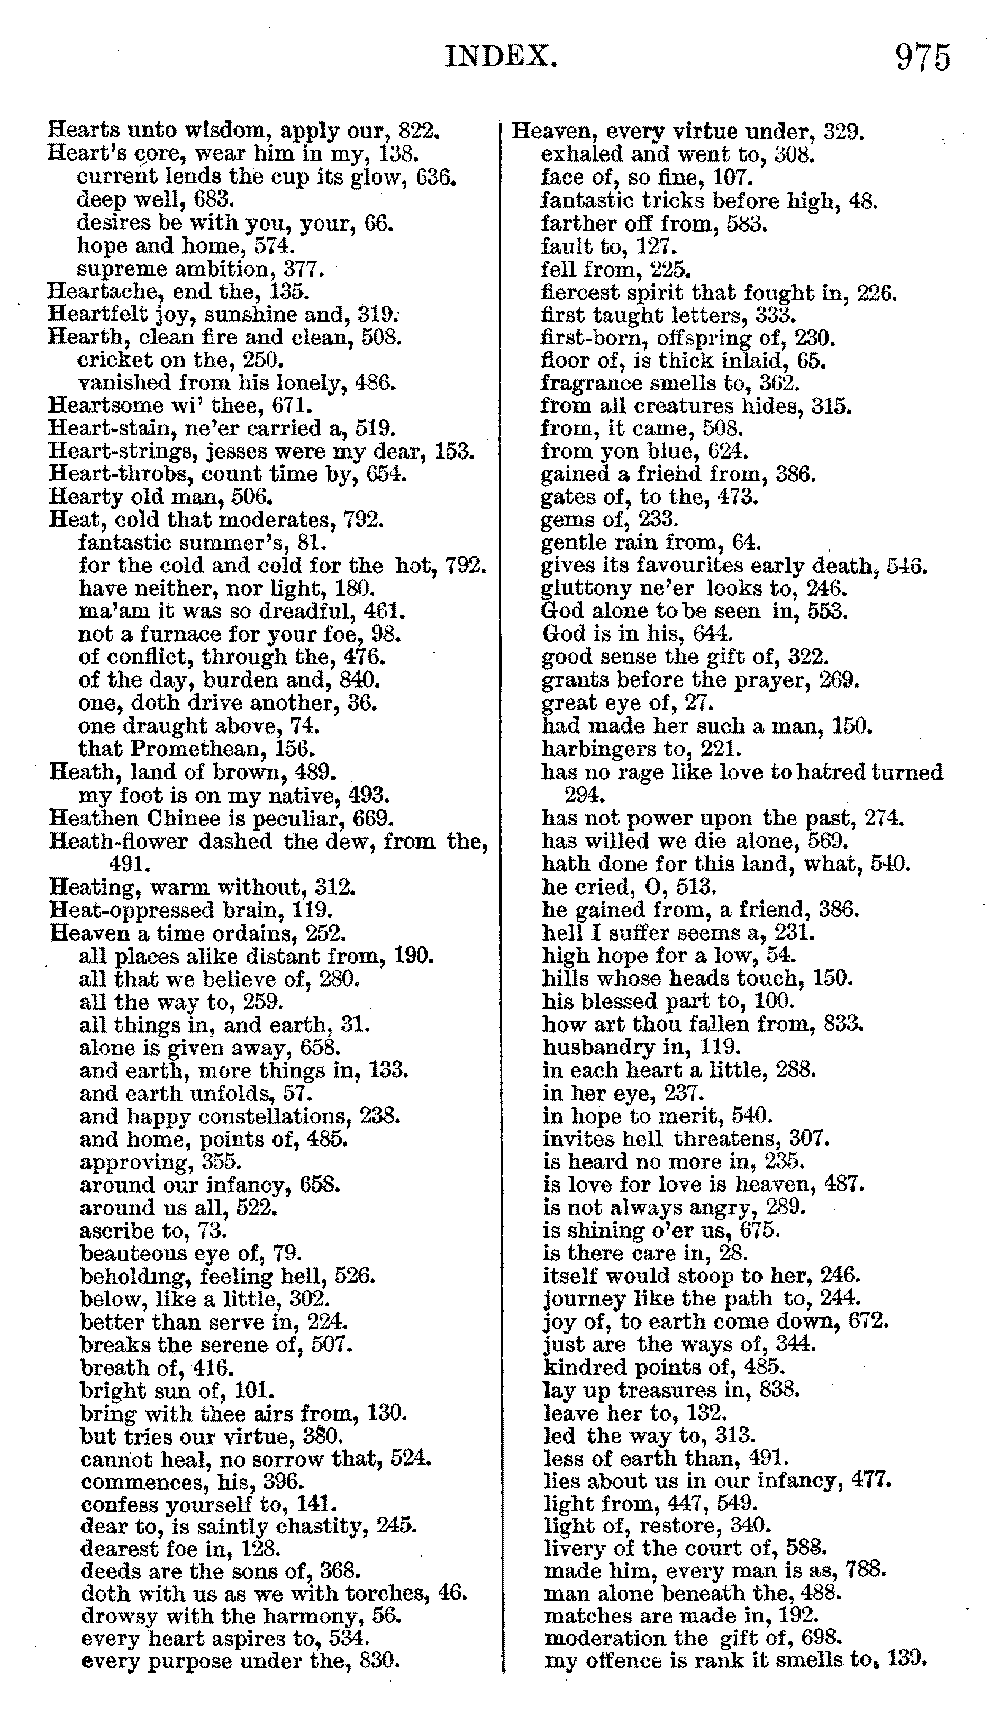 INDEX.
975
Hearts unto wisdom, apply our, 822.
Heart's core, wear him in my, 138.
current lends the cup its glow, 636.
deep well, 683.
desires be with you, your, 66.
hope and home, 574.
supreme ambition, 377.
Heartache, end the, 135.
Heartfelt joy, sunshine and, 319.
Hearth, clean fire and clean, 508.
cricket on the, 250.
vanished from his lonely, 486.
Heartsome wi' thee, 671.
Heart-stain, ne'er carried a, 519.
Heart-strings, jesses were my dear, 153.
Heart-throbs, count time by, 654.
Hearty old man, 506.
Heat, cold that moderates, 792.
fantastic summer's, 81.
for the cold and cold for the hot, 792.
have neither, nor light, 180.
ma'am it was so dreadful, 461.
not a furnace for your foe, 98.
of conflict, through the, 476.
of the day, burden and, 840.
one, doth drive another, 36.
one draught above, 74.
that Promethean, 156.
Heath, land of brown, 489.
my foot is on my native, 493.
Heathen Chinee is peculiar, 669.
Heath-flower dashed the dew, from the,
491.
Heating, warm without, 312.
Heat-oppressed brain, 119.
Heaven a time ordains, 252.
all places alike distant from, 190.
all that we believe of, 280.
all the way to, 259.
all things in, and earth, 31.
alone is given away, 658.
and earth, more things in, 133.
and earth unfolds, 57.
and happy constellations, 238.
and home, points of, 485.
approving, 355.
around our infancy, 658.
around us all, 522.
ascribe to, 73.
beauteous eye of, 79.
beholding, feeling hell, 526.
below, like a little, 302.
better than serve in, 224.
breaks the serene of, 507.
breath of, 416.
bright sun of, 101.
bring with thee airs from, 130.
but tries our virtue, 380.
cannot heal, no sorrow that, 524.
commences, his, 396.
confess yourself to, 141.
dear to, is saintly chastity, 245.
dearest foe in, 128.
deeds are the sons of, 368.
doth with us as we with torches, 46.
drowsy with the harmony, 56.
every heart aspires to, 534.
every purpose under the, 830.
Heaven, every virtue under, 329.
exhaled and went to, 308.
face of, so fine, 107.
fantastic tricks before high, 48.
farther off from, 583.
fault to, 127.
fell from, 225.
fiercest spirit that fought in, 226.
first taught letters, 333.
first-born, offspring of, 230.
floor of, is thick inlaid, 65.
fragrance smells to, 362.
from all creatures hides, 315.
from, it came, 508.
from yon blue, 624.
gained a friend from, 386.
gates of, to the, 473.
gems of, 233.
gentle rain from, 64.
gives its favourites early death, 546.
gluttony ne'er looks to, 246.
God alone to be seen in, 553.
God is in his, 644.
good sense the gift of, 322.
grants before the prayer, 269.
great eye of, 27.
had made her such a man, 150.
harbingers to, 221.
has no rage like love to hatred turned
294.
has not power upon the past, 274.
has willed we die alone, 569.
hath done for this land, what, 540.
he cried, O, 513.
he gained from, a friend, 386.
hell I suffer seems a, 231.
high hope for a low, 54.
hills whose heads touch, 150.
his blessed part to, 100.
how art thou fallen from, 833.
husbandry in, 119.
in each heart a little, 288.
in her eye, 237.
in hope to merit, 540.
invites hell threatens, 307.
is heard no more in, 235.
is love for love is heaven, 487.
is not always angry, 289.
is shining o'er us, 675.
is there care in, 28.
itself would stoop to her, 246.
journey like the path to, 244.
joy of, to earth come down, 672.
just are the ways of, 344.
kindred points of, 485.
lay up treasures in, 838.
leave her to, 132.
led the way to, 313.
less of earth than, 491.
lies about us in our infancy, 477.
light from, 447, 549.
light of, restore, 340.
livery of the court of, 588.
made him, every man is as, 788.
man alone beneath the, 488.
matches are made in, 192.
moderation the gift of, 698.
my offence is rank it smells to, 139.